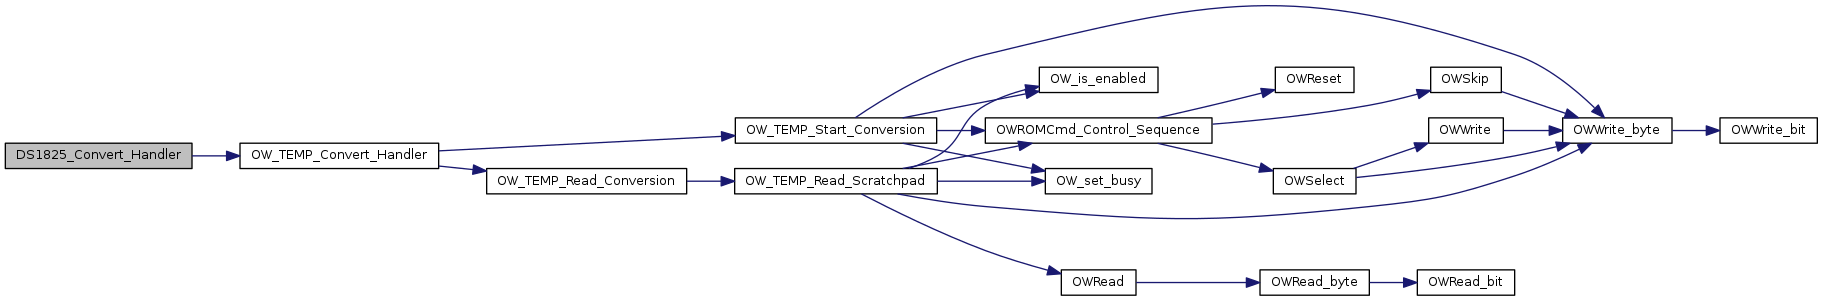 DS1825_Convert_Handler
OW_TEMP_Convert_Handler
OW_TEMP_Start_Conversion
OW_TEMP_Read_Conversion
OW_TEMP_Read_Scratchpad
OW_is_enabled
OWROMCmd_Control_Sequence
OW_set_busy
OWRead
OWReset
OWSelect
OWRead_byte
OWSkip
OWWrite
OWRead_bit
OWWrite_byte
OWWrite_bit